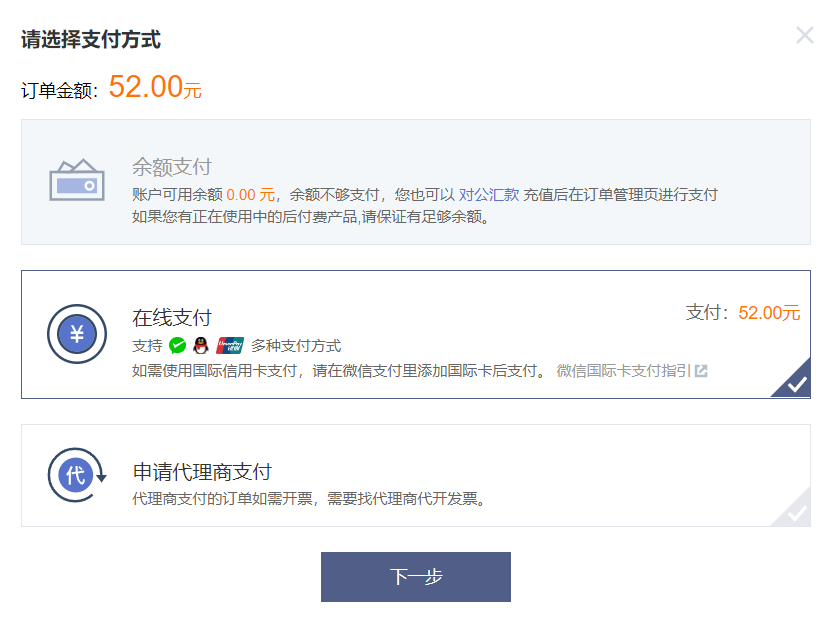 请选择支付方式
订单金额：52.00元
余额支付
账户可用余额 0.00 元，余额不够支付，您也可以 对公汇款 充值后在订单管理页进行支付
如果您有正在使用中的后付费产品,请保证有足够余额。
¥
在线支付
支付：52.00元
支持 UnionPay 银联 多种支付方式
如需使用国际信用卡支付，请在微信支付里添加国际卡后支付。 微信国际卡支付指引
代
申请代理商支付
代理商支付的订单如需开票，需要找代理商代开发票。
下一步